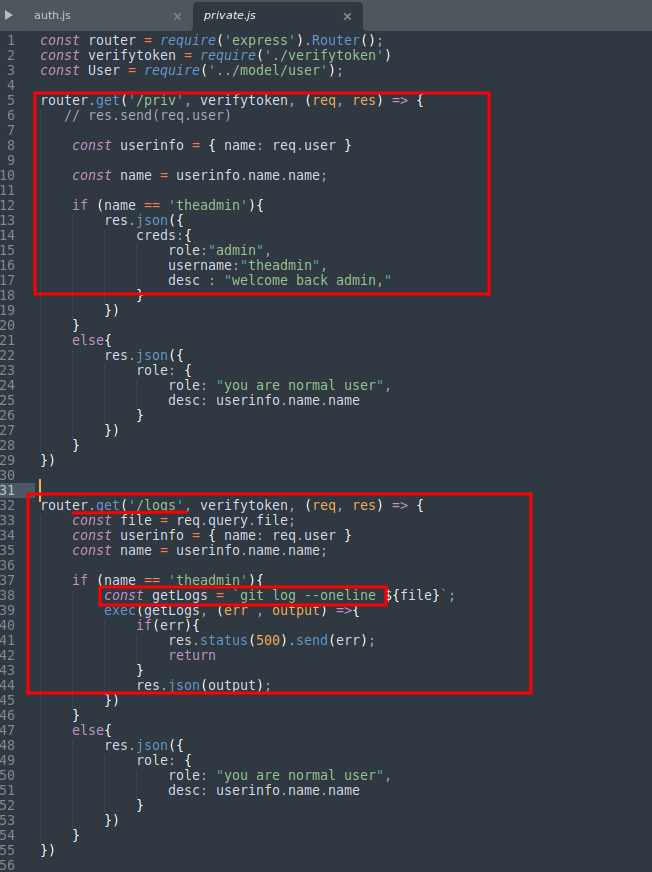 auth.js × private.js ×
1 const router = require('express').Router();
2 const verifytoken = require('./verifytoken')
3 const User = require('../model/user');
4
5 router.get('/priv', verifytoken, (req, res) => {
6    // res.send(req.user)
7
8     const userinfo = { name: req.user }
9
10     const name = userinfo.name.name;
11
12     if (name == 'theadmin'){
13         res.json({
14             creds:{
15                 role:"admin",
16                 username:"theadmin",
17                 desc : "welcome back admin,"
18             }
19         })
20     }
21     else{
22         res.json({
23             role: {
24                 role: "you are normal user",
25                 desc: userinfo.name.name
26             }
27         })
28     }
29 })
30
31
32 router.get('/logs', verifytoken, (req, res) => {
33     const file = req.query.file;
34     const userinfo = { name: req.user }
35     const name = userinfo.name.name;
36
37     if (name == 'theadmin'){
38         const getLogs = `git log --oneline ${file}`;
39         exec(getLogs, (err , output) =>{
40             if(err){
41                 res.status(500).send(err);
42                 return
43             }
44             res.json(output);
45         })
46     }
47     else{
48         res.json({
49             role: {
50                 role: "you are normal user",
51                 desc: userinfo.name.name
52             }
53         })
54     }
55 })
56